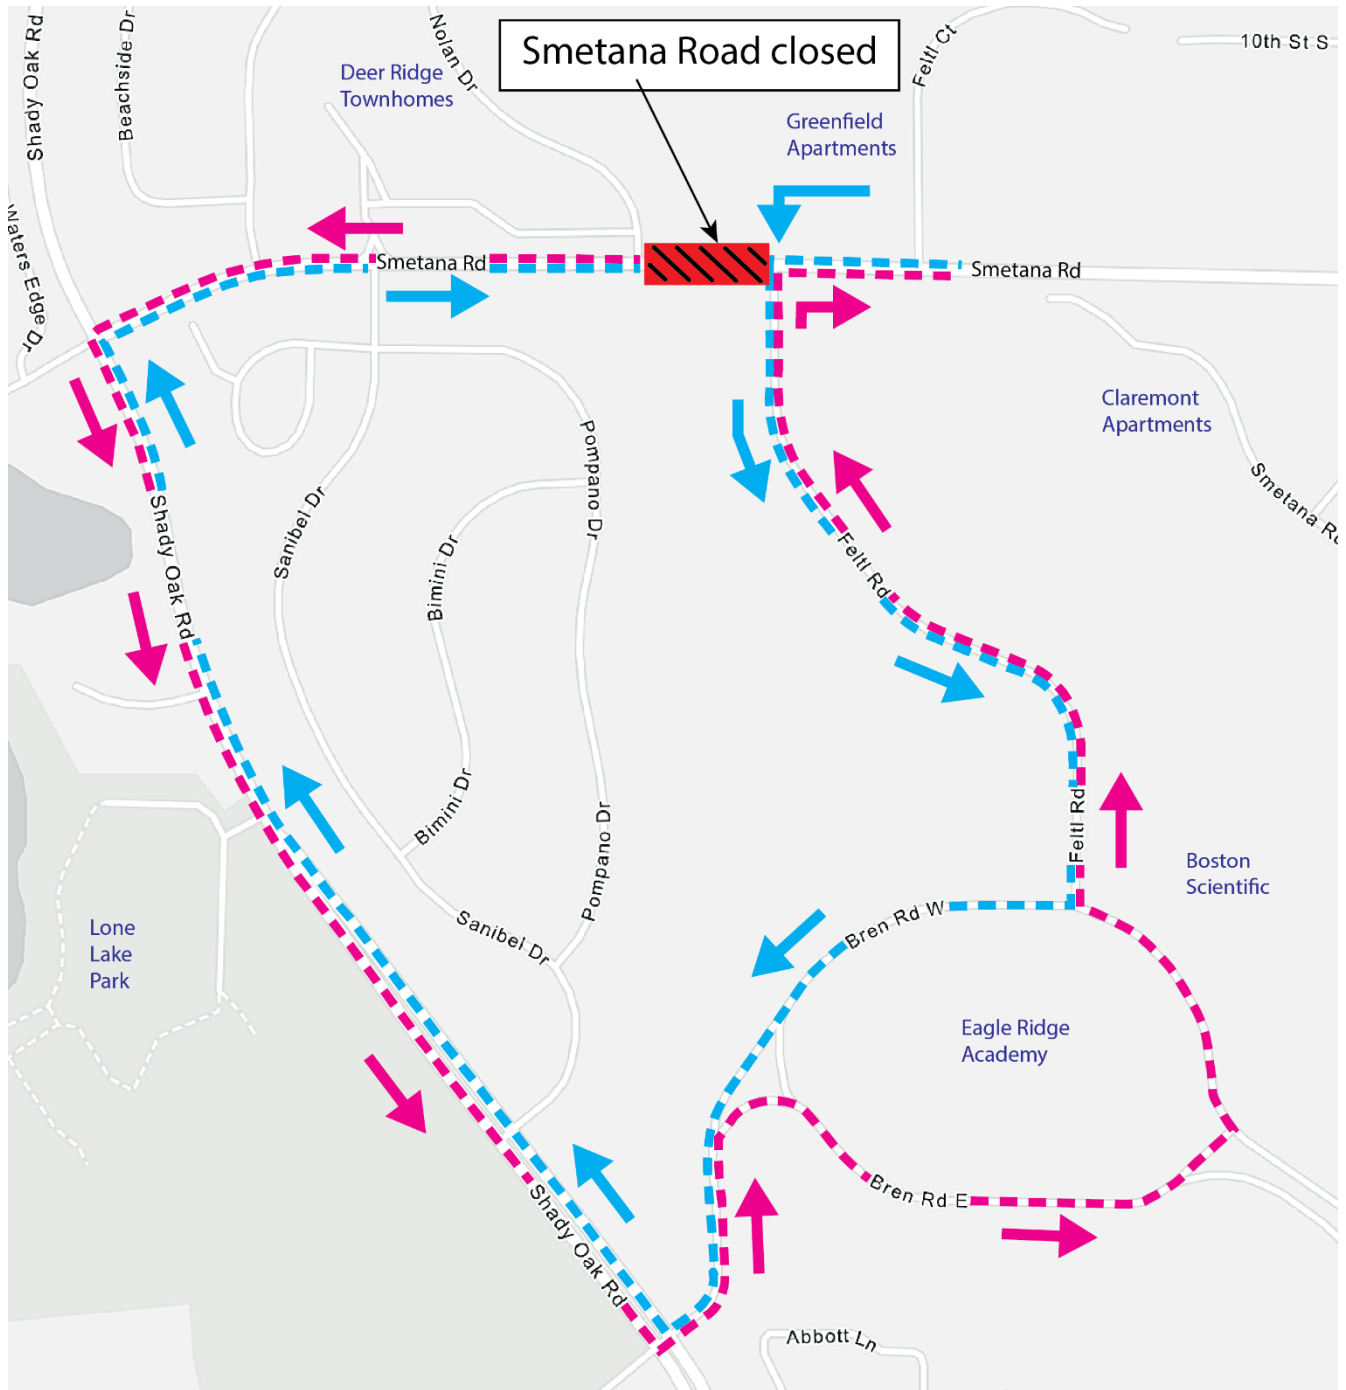 Smetana Road closed
Shady Oak Rd
Beachside Dr
Nolan Dr
Feltl Ct
10th St S
Deer Ridge
Townhomes
Greenfield
Apartments
Waters Edge Dr
Smetana Rd
Smetana Rd
Claremont
Apartments
Smetana Rd
Pompano Dr
Sanibel Dr
Bimini Dr
Shady Oak Rd
Feltl Rd
Bimini Dr
Pompano Dr
Feltl Rd
Boston
Scientific
Lone
Lake
Park
Sanibel Dr
Bren Rd W
Eagle Ridge
Academy
Bren Rd E
Shady Oak Rd
Abbott Ln